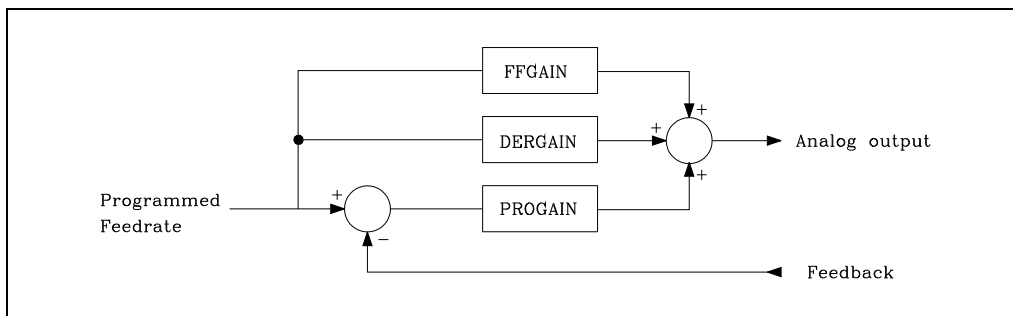 FFGAIN
+
DERGAIN
+
Analog output
+
Programmed
Feedrate
+
PROGAIN
−
Feedback